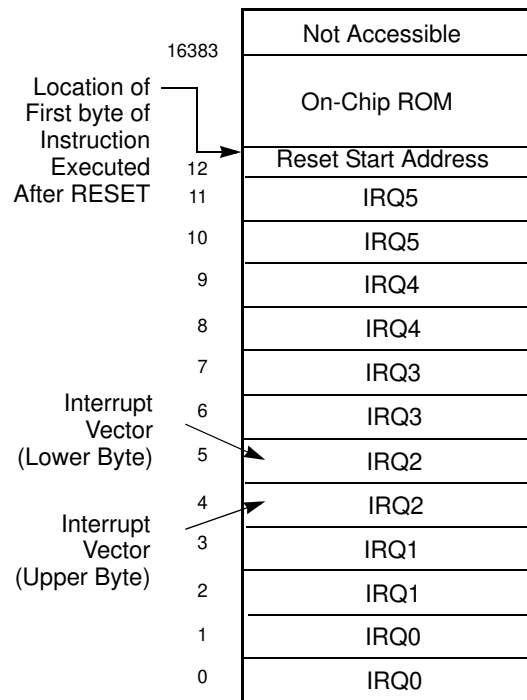 Not Accessible
16383
On-Chip ROM
Location of
First byte of
Instruction
Executed
After RESET
12
Reset Start Address
11
IRQ5
10
IRQ5
9
IRQ4
8
IRQ4
7
IRQ3
6
IRQ3
Interrupt
Vector
(Lower Byte)
5
IRQ2
4
IRQ2
Interrupt
Vector
(Upper Byte)
3
IRQ1
2
IRQ1
1
IRQ0
0
IRQ0